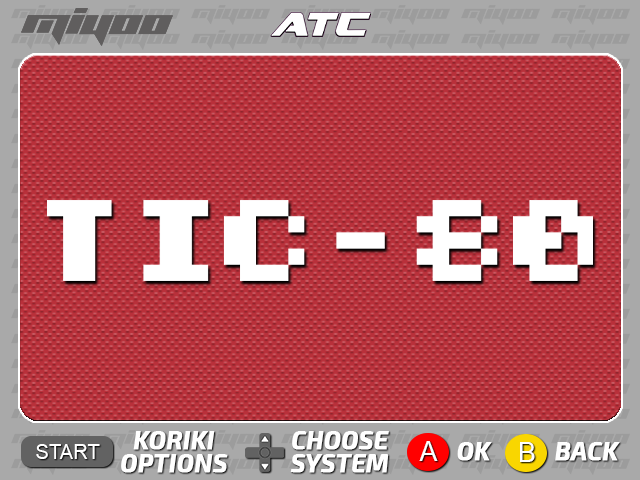 miyoo
ATC
TIC-80
START
KORIKI
OPTIONS
CHOOSE
SYSTEM
A
OK
B
BACK